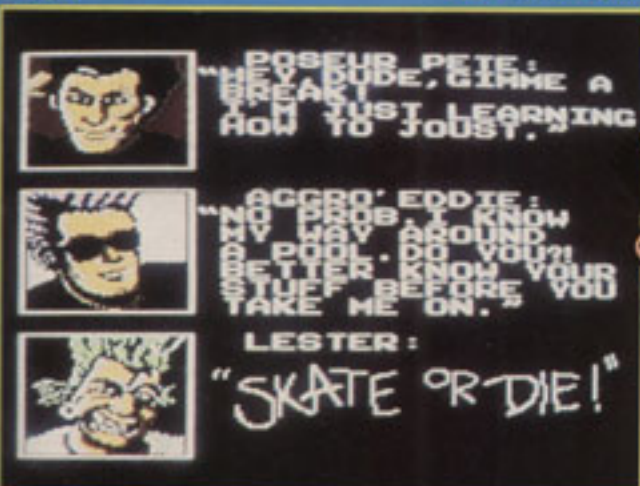 POSEUR PETE:
"HEY DUDE, GIMME A
BREAK!
I'M JUST LEARNING
HOW TO JOUST."
AGGRO' EDDIE:
"NO PROB. I KNOW
MY WAY AROUND
A POOL. DO YOU?!
BETTER KNOW YOUR
STUFF BEFORE YOU
TAKE ME ON."
LESTER:
"SKATE OR DIE!"